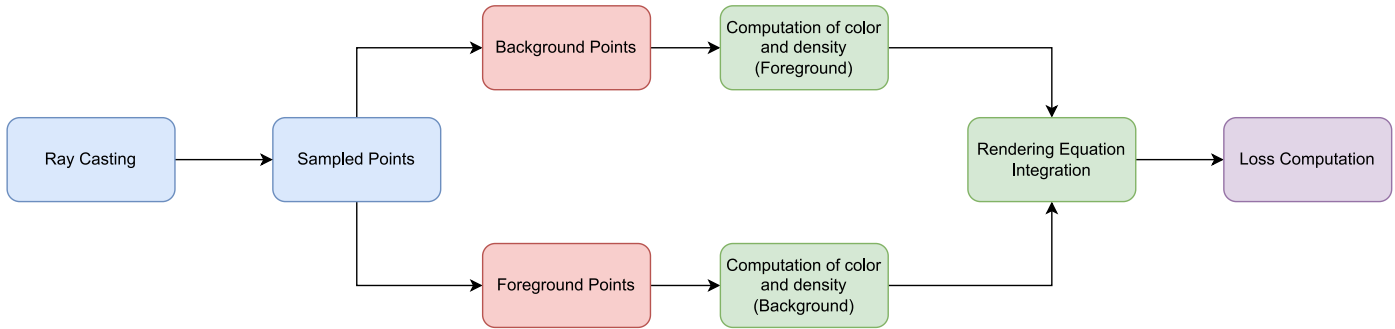 Ray Casting
Sampled Points
Background Points
Computation of color
and density
(Foreground)
Foreground Points
Computation of color
and density
(Background)
Rendering Equation
Integration
Loss Computation